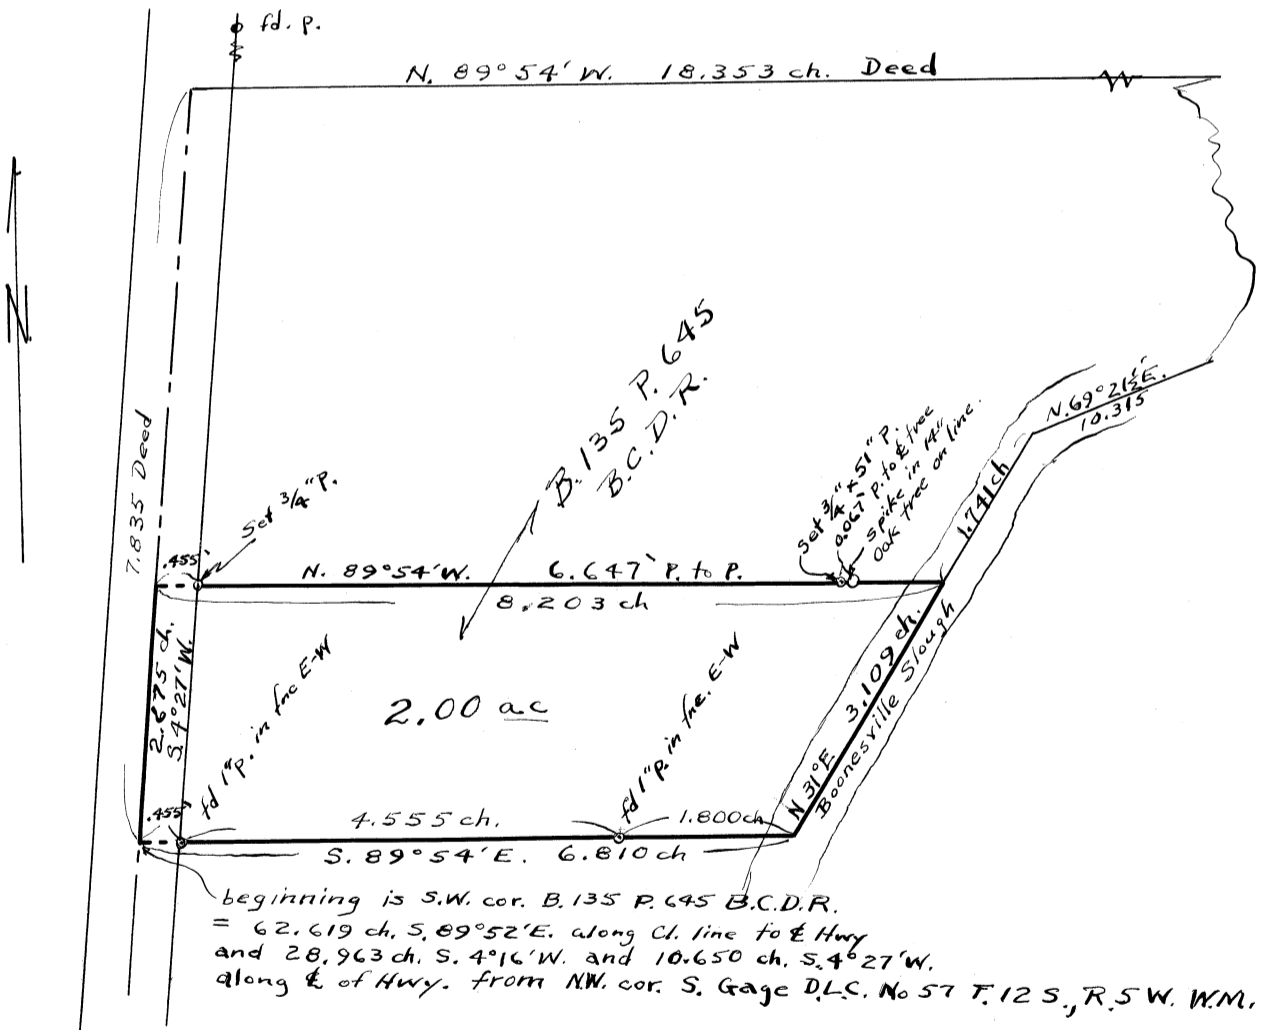 fd. P.
N. 89° 54' W. 18.353 ch. Deed
N
7.835 Deed
B. 135 P. 645
B.C.D.R.
N. 69° 21½' E.
10.315
1.741 ch
Set 3/4" P.
set 3/4" x 51" P.
0.067' P. to ℄ tree
spike in 14"
oak tree on line.
.455'
N. 89° 54' W. 6.647' P. to P.
8.203 ch
2.675 ch.
S. 4° 27' W.
fd 1" P. in fnc E-W
2.00 ac
fd 1" P. in fnc. E-W
N 31° E 3.109 ch.
Boonesville Slough
.455'
4.555 ch.
1.800 ch
S. 89° 54' E. 6.810 ch
beginning is S.W. cor. B. 135 P. 645 B.C.D.R.
= 62.619 ch. S. 89° 52' E. along Cl. line to ℄ Hwy
and 28.963 ch. S. 4° 16' W. and 10.650 ch. S. 4° 27' W.
along ℄ of Hwy. from N.W. cor. S. Gage D.L.C. No 57 T. 12 S., R. 5 W. W.M.